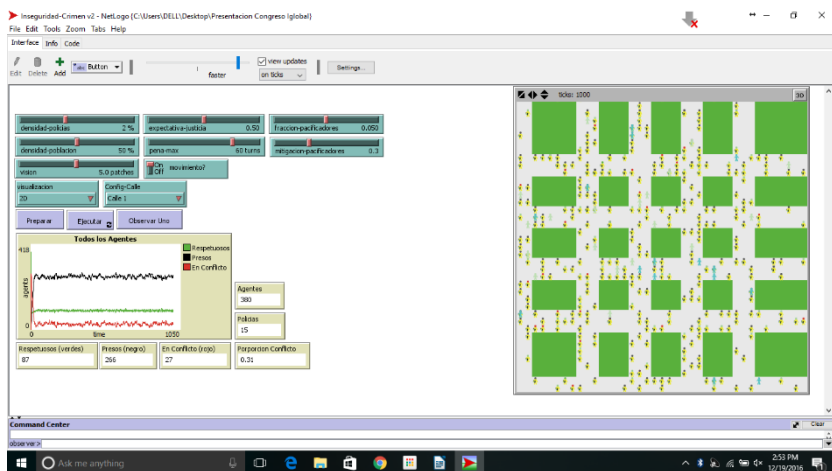 Inseguridad-Crimen v2 - NetLogo {C:\Users\DELL\Desktop\Presentacion Congreso Iglobal}
File Edit Tools Zoom Tabs Help
Interface Info Code
Edit Delete Add
Abc Button
faster
view updates
on ticks
Settings...
ticks: 1000
3D
densidad-policias 2 %
expectativa-justicia 0.50
fraccion-pacificadores 0.050
densidad-poblacion 50 %
pena-max 60 turns
mitigacion-pacificadores 0.3
vision 5.0 patches
On
Off
movimento?
visualizacion
2D
Config-Calle
Calle 1
Preparar
Ejecutar
Observar Uno
Todos los Agentes
418
agents
0
0
time
1050
Respetuosos
Presos
En Conflicto
Agentes
380
Policias
15
Respetuosos (verdes)
87
Presos (negro)
266
En Conflicto (rojo)
27
Porporcion Conflicto
0.31
Command Center
Clear
observer>
Ask me anything
2:53 PM
12/19/2016